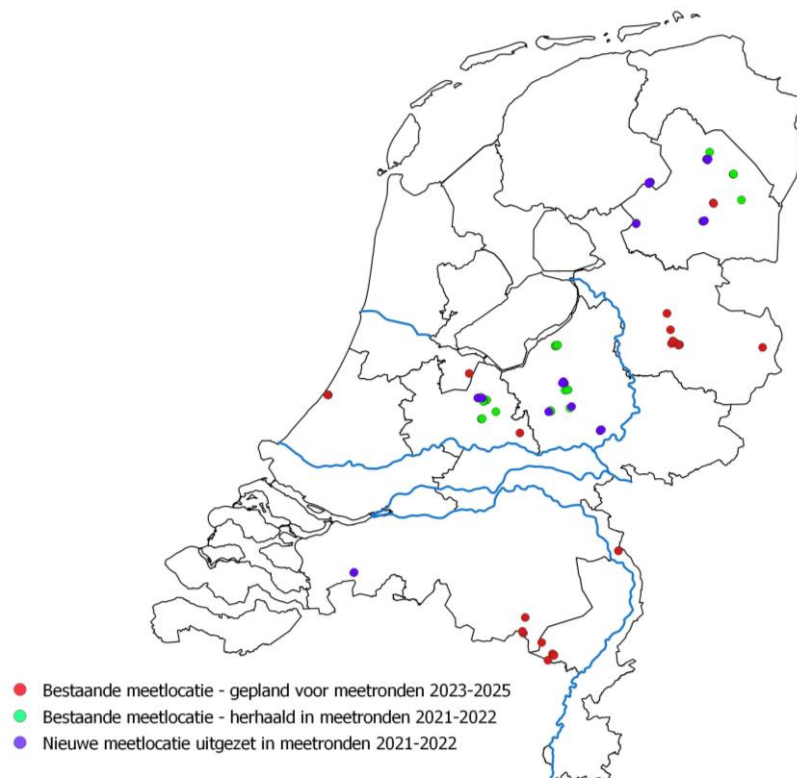 Bestaande meetlocatie - gepland voor meetronden 2023-2025
Bestaande meetlocatie - herhaald in meetronden 2021-2022
Nieuwe meetlocatie uitgezet in meetronden 2021-2022